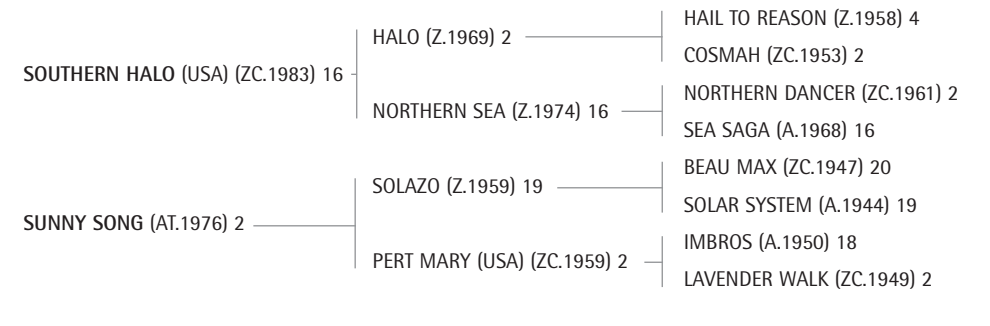 HAIL TO REASON (Z.1958) 4
HALO (Z.1969) 2
COSMAH (ZC.1953) 2
SOUTHERN HALO (USA) (ZC.1983) 16
NORTHERN DANCER (ZC.1961) 2
NORTHERN SEA (Z.1974) 16
SEA SAGA (A.1968) 16
BEAU MAX (ZC.1947) 20
SOLAZO (Z.1959) 19
SOLAR SYSTEM (A.1944) 19
SUNNY SONG (AT.1976) 2
IMBROS (A.1950) 18
PERT MARY (USA) (ZC.1959) 2
LAVENDER WALK (ZC.1949) 2